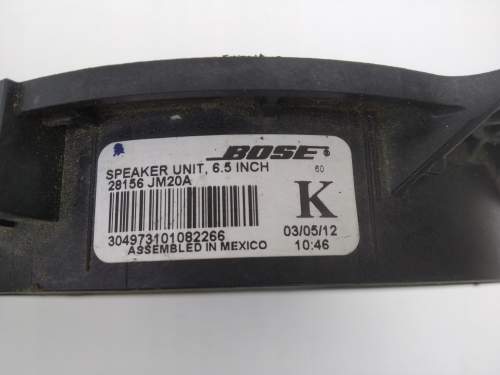 BOSE®
SPEAKER UNIT, 6.5 INCH
60
28156 JM20A
K
304973101082266
03/05/12
ASSEMBLED IN MEXICO
10:46